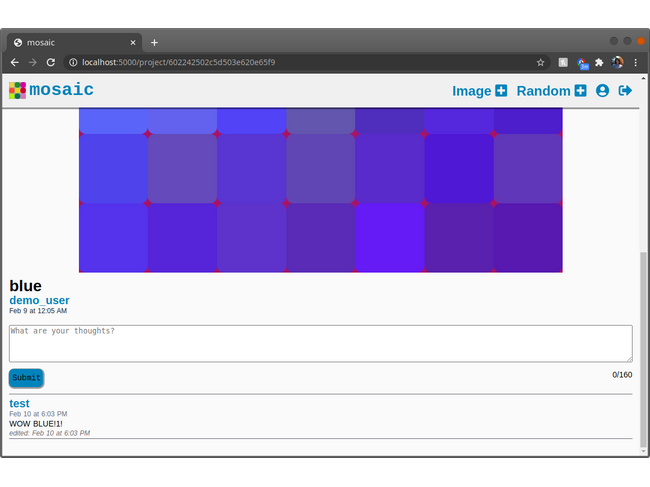 mosaic
localhost:5000/project/602242502c5d503e620e65f9
mosaic
Image Random
blue
demo_user
Feb 9 at 12:05 AM
What are your thoughts?
Submit
0/160
test
Feb 10 at 6:03 PM
WOW BLUE!1!
edited: Feb 10 at 6:03 PM